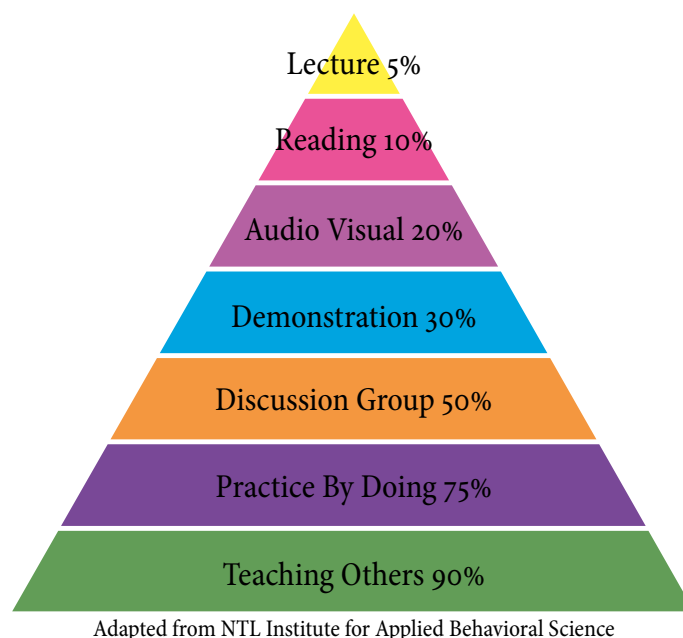 Lecture 5%
Reading 10%
Audio Visual 20%
Demonstration 30%
Discussion Group 50%
Practice By Doing 75%
Teaching Others 90%
Adapted from NTL Institute for Applied Behavioral Science